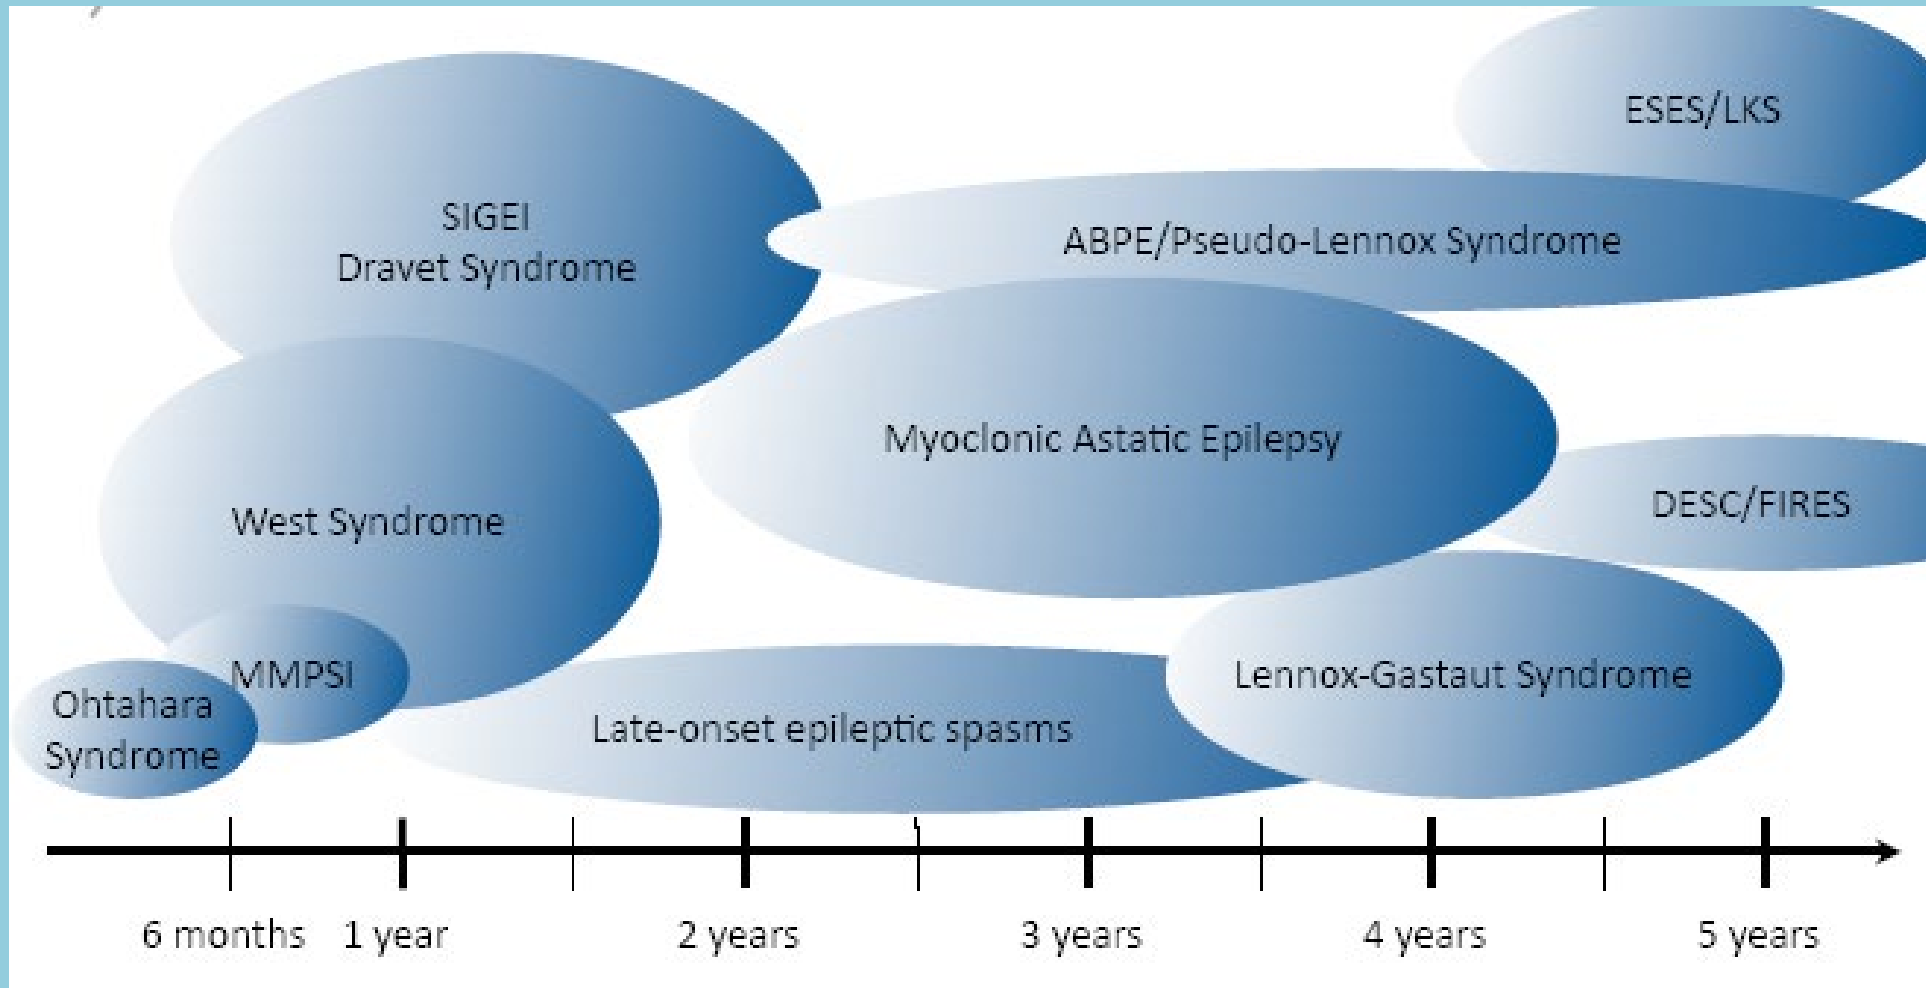 ESES/LKS
SIGEI
Dravet Syndrome
ABPE/Pseudo-Lennox Syndrome
Myoclonic Astatic Epilepsy
West Syndrome
DESC/FIRES
MMPSI
Lennox-Gastaut Syndrome
Ohtahara
Syndrome
Late-onset epileptic spasms
6 months 1 year 2 years 3 years 4 years 5 years